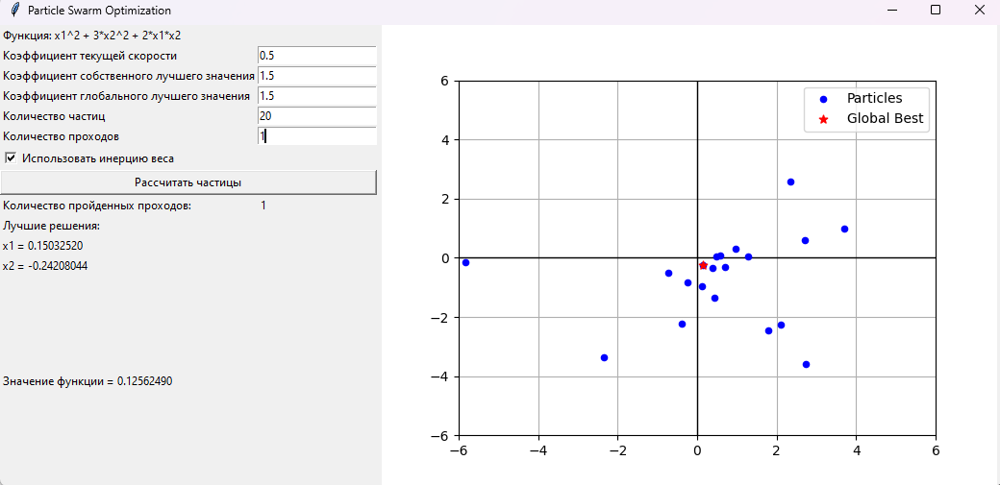 Particle Swarm Optimization
Функция: x1^2 + 3*x2^2 + 2*x1*x2
Коэффициент текущей скорости 0.5
Коэффициент собственного лучшего значения 1.5
Коэффициент глобального лучшего значения 1.5
Количество частиц 20
Количество проходов 1
Использовать инерцию веса
Рассчитать частицы
Количество пройденных проходов: 1
Лучшие решения:
x1 = 0.15032520
x2 = -0.24208044
Значение функции = 0.12562490
Particles
Global Best
6
4
2
0
−2
−4
−6
−6 −4 −2 0 2 4 6